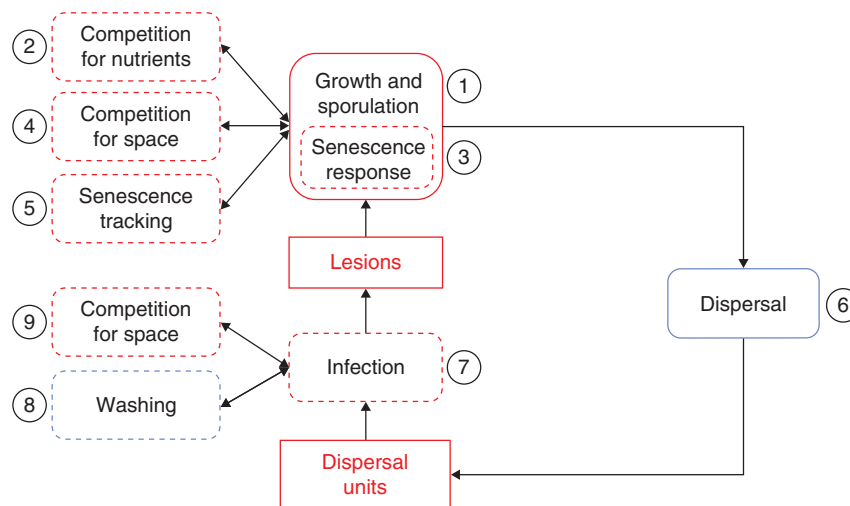 2
Competition
for nutrients
Growth and
sporulation
1
4
Competition
for space
Senescence
response
3
5
Senescence
tracking
Lesions
Dispersal
6
9
Competition
for space
Infection
7
8
Washing
Dispersal
units